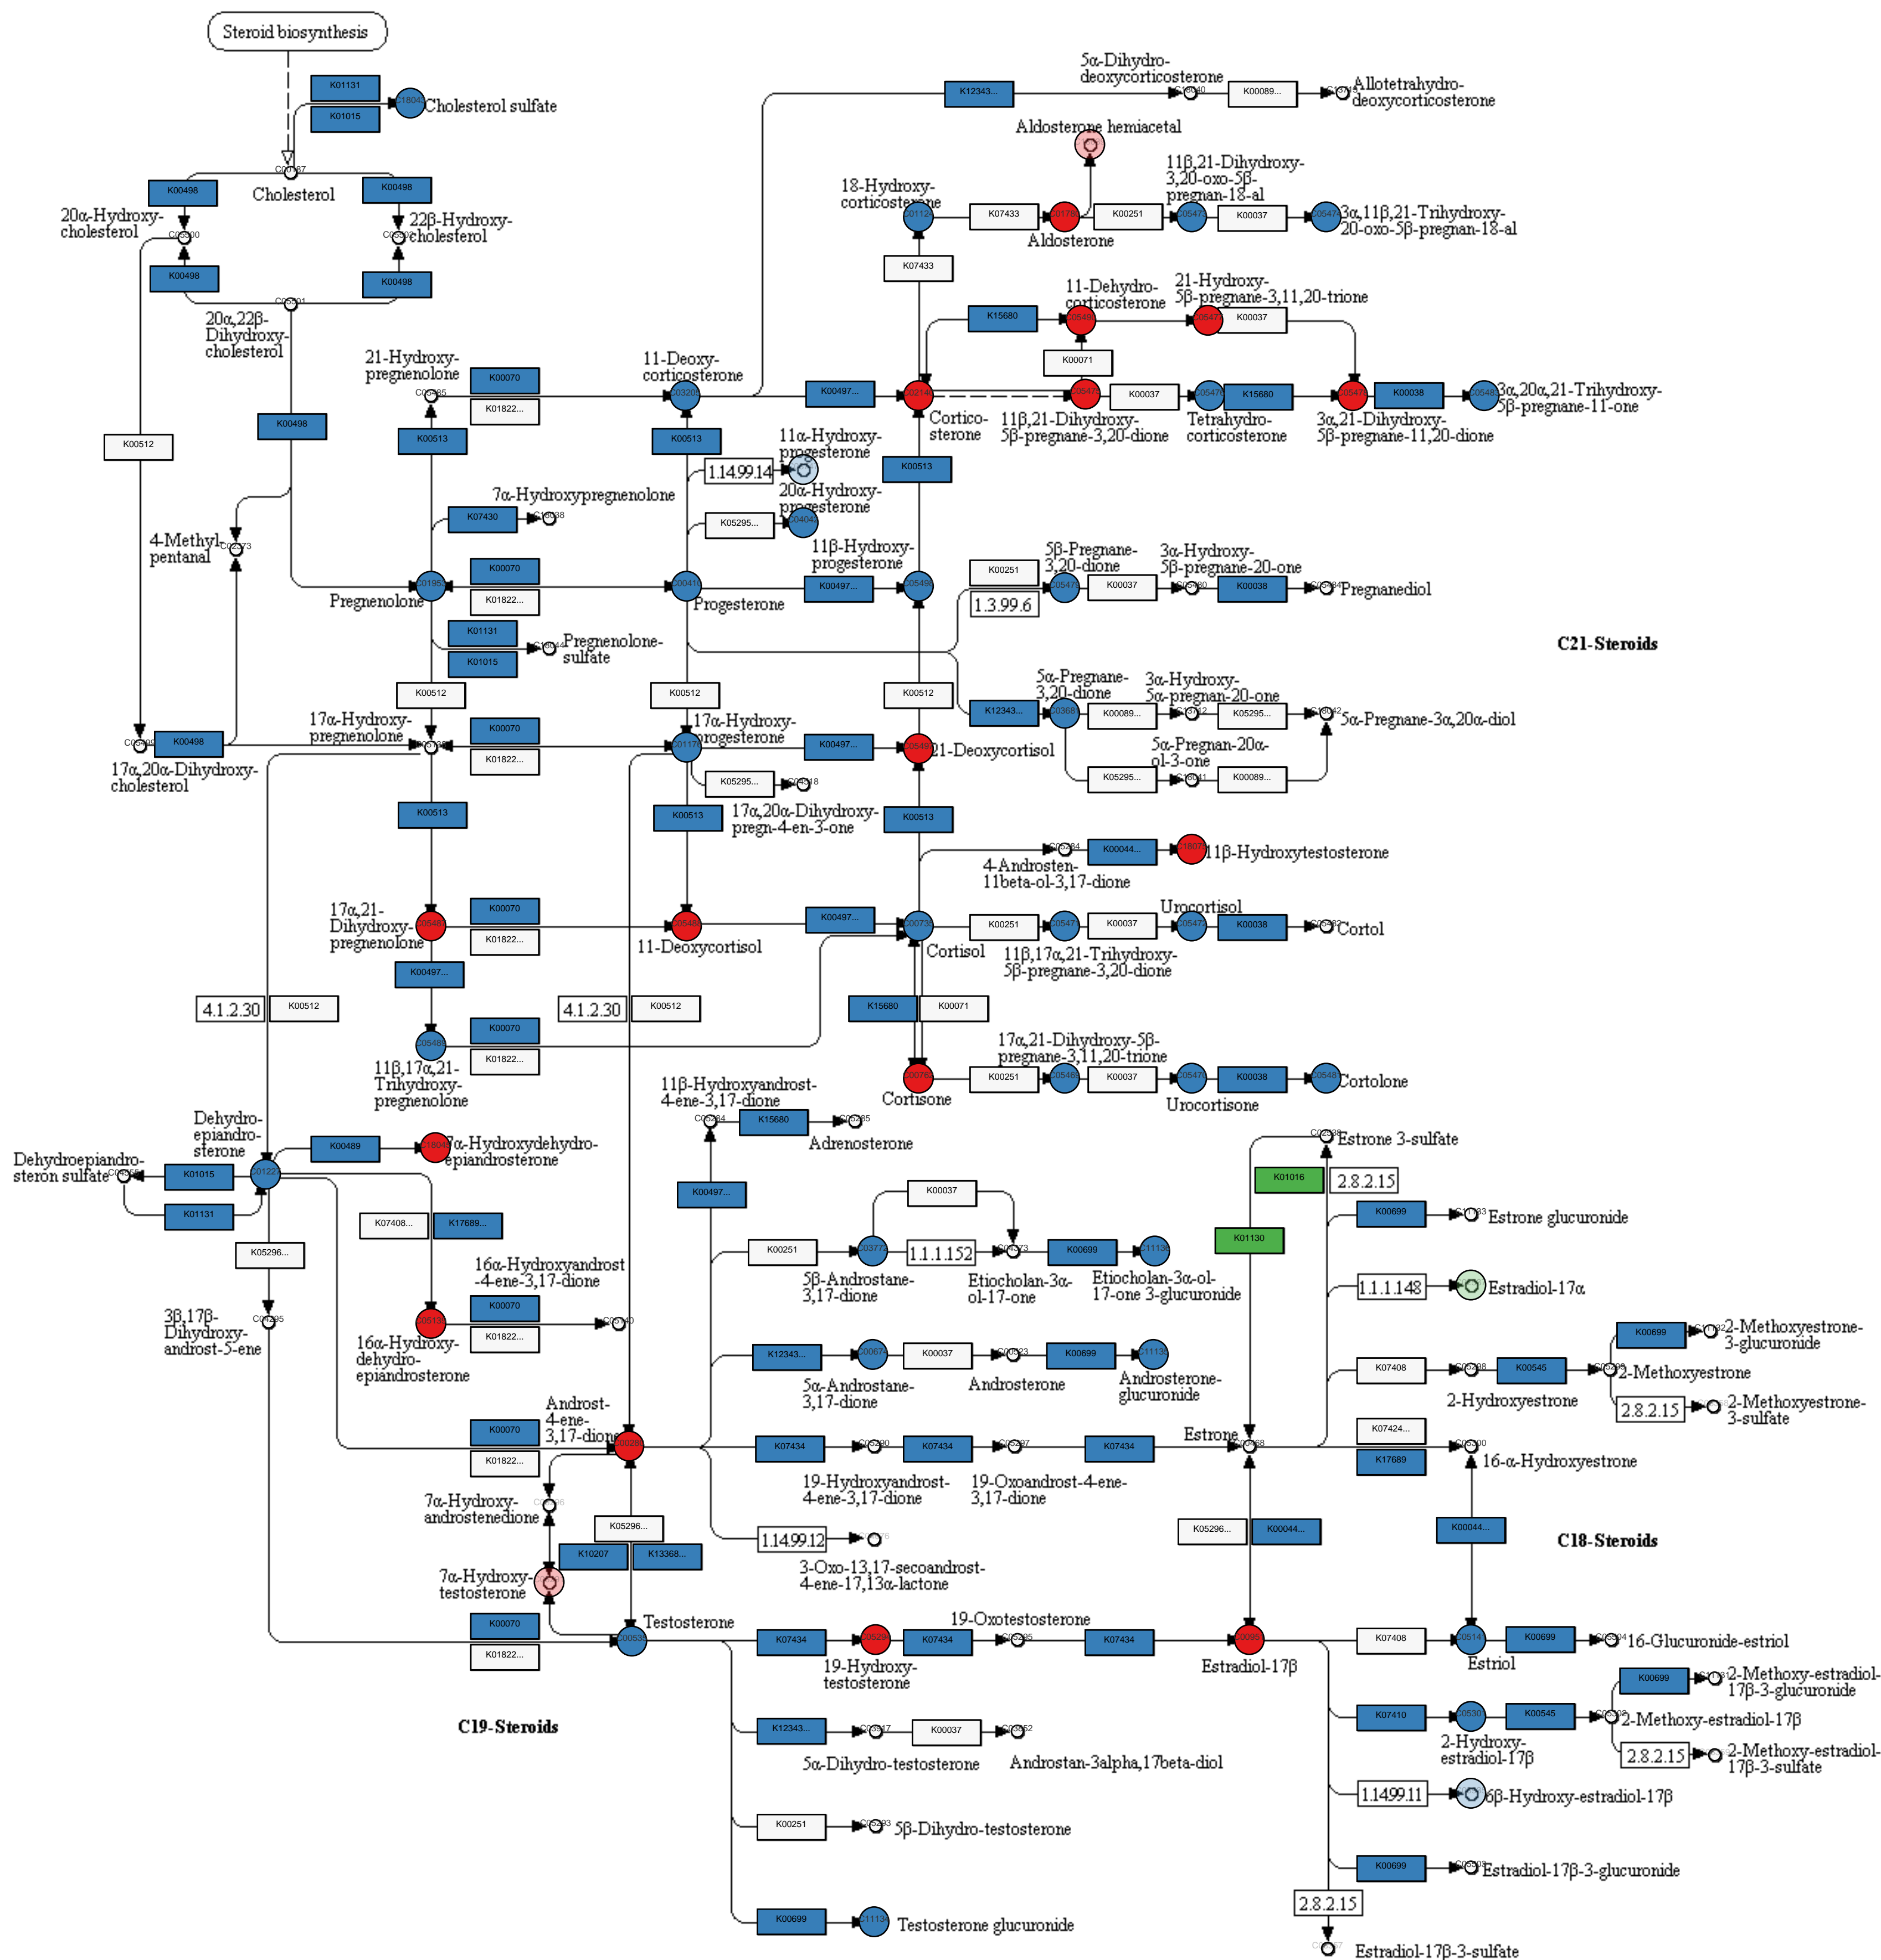 Steroid biosynthesis
K01131
K01015
Cholesterol sulfate
K12343...
5α-Dihydro-
deoxycorticosterone
K00089...
Allotetrahydro-
deoxycorticosterone
Aldosterone hemiacetal
K00498
Cholesterol
K00498
20α-Hydroxy-
cholesterol
22β-Hydroxy-
cholesterol
K00498
K00498
20α,22β-
Dihydroxy-
cholesterol
18-Hydroxy-
corticosterone
K07433
Aldosterone
K00251
11β,21-Dihydroxy-
3,20-oxo-5β-
pregnan-18-al
K00037
3α,11β,21-Trihydroxy-
20-oxo-5β-pregnan-18-al
K07433
11-Dehydro-
corticosterone
21-Hydroxy-
5β-pregnane-3,11,20-trione
K15680
K00037
K00071
21-Hydroxy-
pregnenolone
K00070
K01822...
11-Deoxy-
corticosterone
K00497...
Cortico-
sterone
11β,21-Dihydroxy-
5β-pregnane-3,20-dione
K00037
Tetrahydro-
corticosterone
K15680
3α,21-Dihydroxy-
5β-pregnane-11,20-dione
K00038
3α,20α,21-Trihydroxy-
5β-pregnane-11-one
K00512
K00498
K00513
K00513
K00513
1.14.99.14
11α-Hydroxy-
progesterone
K07430
7α-Hydroxypregnenolone
K05295...
20α-Hydroxy-
progesterone
4-Methyl-
pentanal
Pregnenolone
K00070
K01822...
Progesterone
K00497...
11β-Hydroxy-
progesterone
K00251
1.3.99.6
5β-Pregnane-
3,20-dione
K00037
3α-Hydroxy-
5β-pregnane-20-one
K00038
Pregnanediol
K01131
K01015
Pregnenolone-
sulfate
C21-Steroids
K00512
K00512
K00512
K12343...
5α-Pregnane-
3,20-dione
K00089...
3α-Hydroxy-
5α-pregnan-20-one
K05295...
5α-Pregnane-3α,20α-diol
K05295...
5α-Pregnan-20α-
ol-3-one
K00089...
K00498
17α,20α-Dihydroxy-
cholesterol
17α-Hydroxy-
pregnenolone
K00070
K01822...
17α-Hydroxy-
progesterone
K00497...
21-Deoxycortisol
K05295...
17α,20α-Dihydroxy-
pregn-4-en-3-one
K00513
K00513
K00513
4-Androsten-
11beta-ol-3,17-dione
K00044...
11β-Hydroxytestosterone
17α,21-
Dihydroxy-
pregnenolone
K00070
K01822...
11-Deoxycortisol
K00497...
Cortisol
K00251
11β,17α,21-Trihydroxy-
5β-pregnane-3,20-dione
K00037
Urocortisol
K00038
Cortol
K00497...
4.1.2.30
K00512
4.1.2.30
K00512
K15680
K00071
11β,17α,21-
Trihydroxy-
pregnenolone
K00070
K01822...
Cortisone
K00251
17α,21-Dihydroxy-5β-
pregnane-3,11,20-trione
K00037
Urocortisone
K00038
Cortolone
11β-Hydroxyandrost-
4-ene-3,17-dione
K15680
Adrenosterone
Dehydro-
epiandro-
sterone
K00489
7α-Hydroxydehydro-
epiandrosterone
Dehydroepiandro-
steron sulfate
K01015
K01131
K07408...
K17689...
K05296...
K00497...
K00037
K01016
2.8.2.15
Estrone 3-sulfate
K01130
K00699
Estrone glucuronide
K00251
5β-Androstane-
3,17-dione
1.1.1.152
Etiocholan-3α-
ol-17-one
K00699
Etiocholan-3α-ol-
17-one 3-glucuronide
1.1.1.148
Estradiol-17α
3β,17β-
Dihydroxy-
androst-5-ene
16α-Hydroxy-
dehydro-
epiandrosterone
16α-Hydroxyandrost
-4-ene-3,17-dione
K00070
K01822...
K12343...
5α-Androstane-
3,17-dione
K00037
Androsterone
K00699
Androsterone-
glucuronide
K07408
2-Hydroxyestrone
K00545
2-Methoxyestrone
K00699
2-Methoxyestrone-
3-glucuronide
2.8.2.15
2-Methoxyestrone-
3-sulfate
K00070
K01822...
Androst-
4-ene-
3,17-dione
K07434
19-Hydroxyandrost-
4-ene-3,17-dione
K07434
19-Oxoandrost-4-ene-
3,17-dione
K07434
Estrone
K07424...
K17689
16-α-Hydroxyestrone
7α-Hydroxy-
androstenedione
K05296...
K10207
K13368...
7α-Hydroxy-
testosterone
1.14.99.12
3-Oxo-13,17-secoandrost-
4-ene-17,13α-lactone
K05296...
K00044...
K00044...
C18-Steroids
K00070
K01822...
Testosterone
K07434
19-Hydroxy-
testosterone
K07434
19-Oxotestosterone
K07434
Estradiol-17β
K07408
Estriol
K00699
16-Glucuronide-estriol
C19-Steroids
K12343...
5α-Dihydro-testosterone
K00037
Androstan-3alpha,17beta-diol
K07410
2-Hydroxy-
estradiol-17β
K00545
2-Methoxy-estradiol-17β
K00699
2-Methoxy-estradiol-
17β-3-glucuronide
2.8.2.15
2-Methoxy-estradiol-
17β-3-sulfate
1.14.99.11
6β-Hydroxy-estradiol-17β
K00251
5β-Dihydro-testosterone
K00699
Estradiol-17β-3-glucuronide
2.8.2.15
Estradiol-17β-3-sulfate
K00699
Testosterone glucuronide